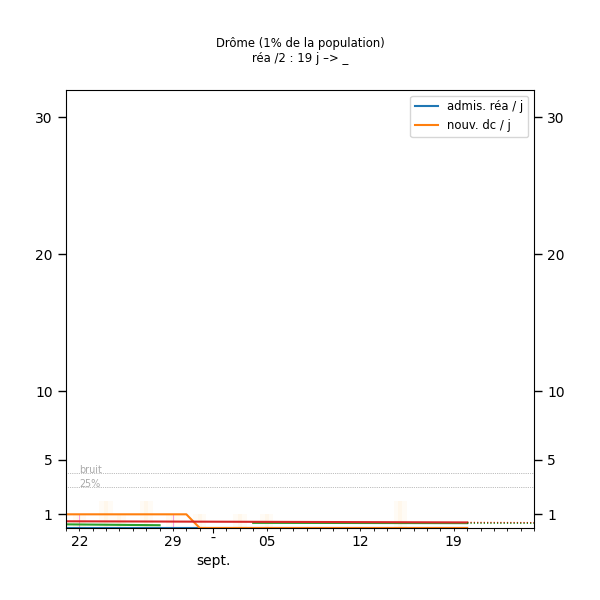 Drôme (1% de la population)
réa /2 : 19 j –> _
admis. réa / j
nouv. dc / j
30
30
20
20
10
10
5
5
bruit
25%
1
1
22
29
-
05
12
19
sept.